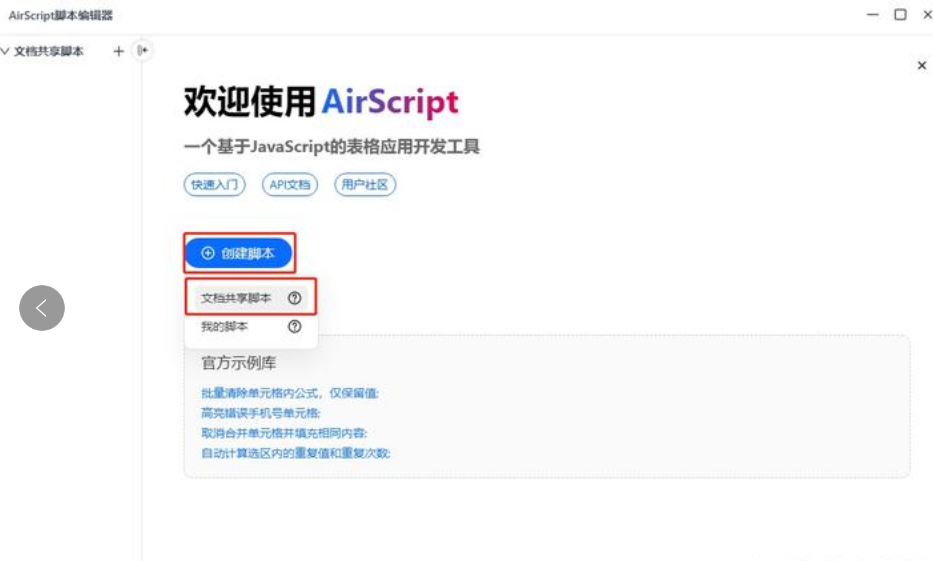 AirScript脚本编辑器
文档共享脚本
欢迎使用 AirScript
一个基于JavaScript的表格应用开发工具
快速入门 API文档 用户社区
创建脚本
文档共享脚本
我的脚本
官方示例库
批量清除单元格内公式，仅保留值:
高亮错误手机号单元格:
取消合并单元格并填充相同内容:
自动计算选区内的重复值和重复次数: